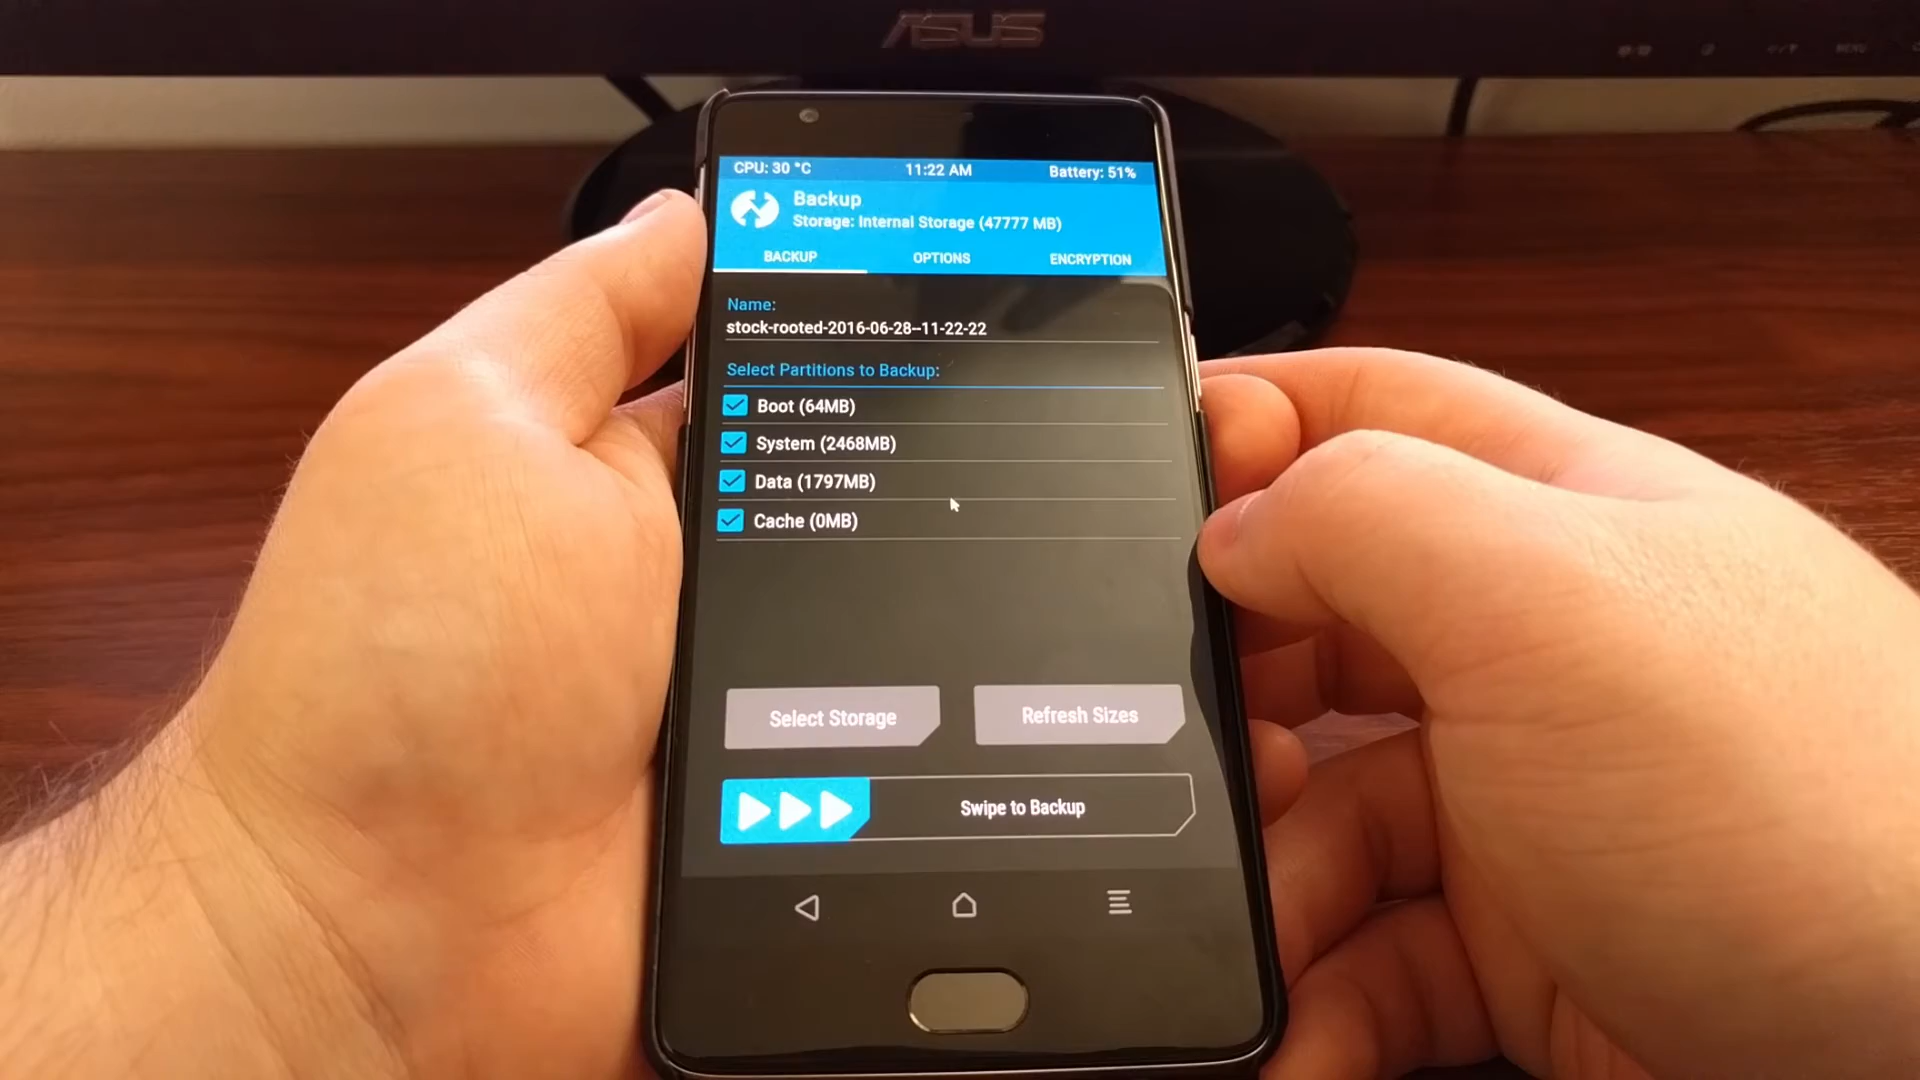 ASUS
MENU
CPU: 30 °C 11:22 AM Battery: 51%
Backup
Storage: Internal Storage (47777 MB)
BACKUP OPTIONS ENCRYPTION
Name:
stock-rooted-2016-06-28--11-22-22
Select Partitions to Backup:
Boot (64MB)
System (2468MB)
Data (1797MB)
Cache (0MB)
Select Storage Refresh Sizes
Swipe to Backup